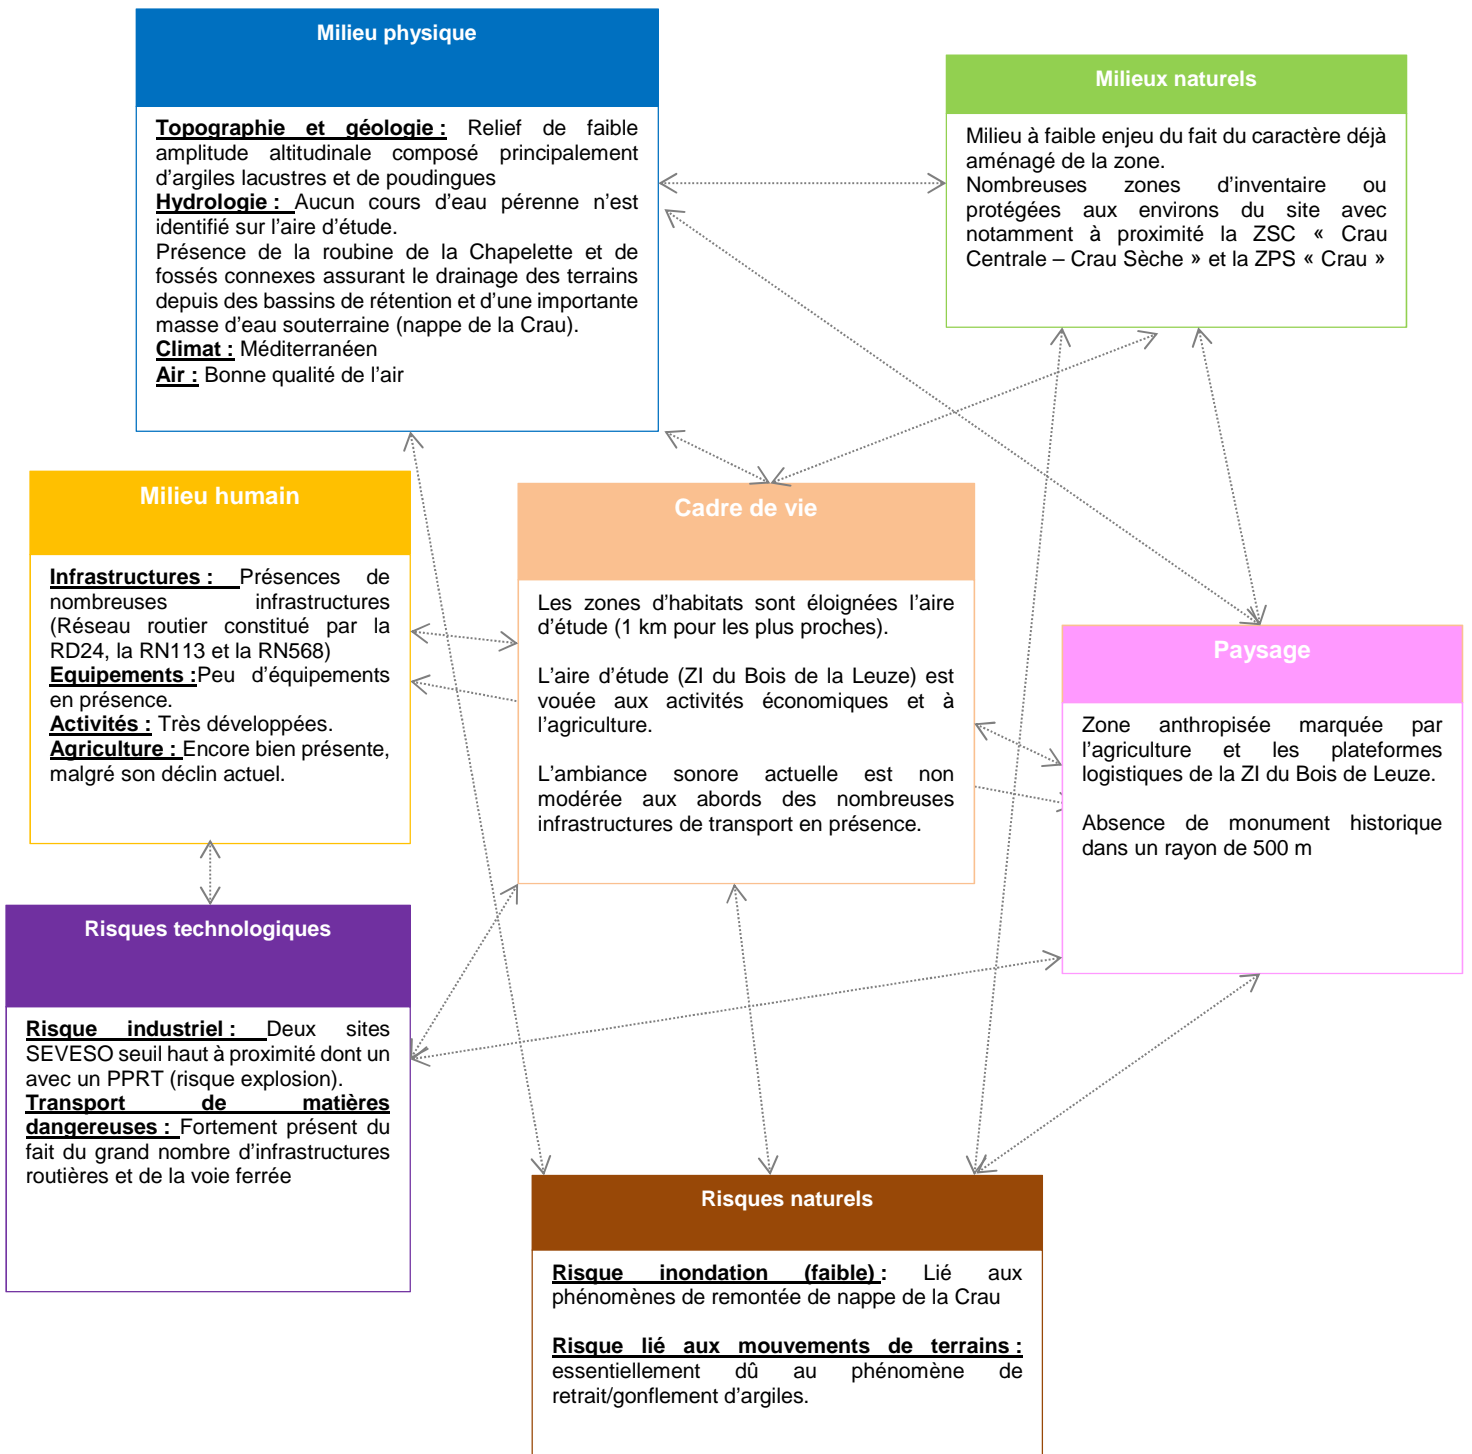 Milieu physique
Topographie et géologie : Relief de faible
amplitude altitudinale composé principalement
d'argiles lacustres et de poudingues
Hydrologie : Aucun cours d'eau pérenne n'est
identifié sur l'aire d'étude.
Présence de la roubine de la Chapelette et de
fossés connexes assurant le drainage des terrains
depuis des bassins de rétention et d'une importante
masse d'eau souterraine (nappe de la Crau).
Climat : Méditerranéen
Air : Bonne qualité de l'air
Milieux naturels
Milieu à faible enjeu du fait du caractère déjà
aménagé de la zone.
Nombreuses zones d'inventaire ou
protégées aux environs du site avec
notamment à proximité la ZSC « Crau
Centrale – Crau Sèche » et la ZPS « Crau »
Milieu humain
Infrastructures : Présences de
nombreuses infrastructures
(Réseau routier constitué par la
RD24, la RN113 et la RN568)
Equipements :Peu d'équipements
en présence.
Activités : Très développées.
Agriculture : Encore bien présente,
malgré son déclin actuel.
Cadre de vie
Les zones d'habitats sont éloignées l'aire
d'étude (1 km pour les plus proches).
L'aire d'étude (ZI du Bois de la Leuze) est
vouée aux activités économiques et à
l'agriculture.
L'ambiance sonore actuelle est non
modérée aux abords des nombreuses
infrastructures de transport en présence.
Paysage
Zone anthropisée marquée par
l'agriculture et les plateformes
logistiques de la ZI du Bois de Leuze.
Absence de monument historique
dans un rayon de 500 m
Risques technologiques
Risque industriel : Deux sites
SEVESO seuil haut à proximité dont un
avec un PPRT (risque explosion).
Transport de matières
dangereuses : Fortement présent du
fait du grand nombre d'infrastructures
routières et de la voie ferrée
Risques naturels
Risque inondation (faible) : Lié aux
phénomènes de remontée de nappe de la Crau
Risque lié aux mouvements de terrains :
essentiellement dû au phénomène de
retrait/gonflement d'argiles.